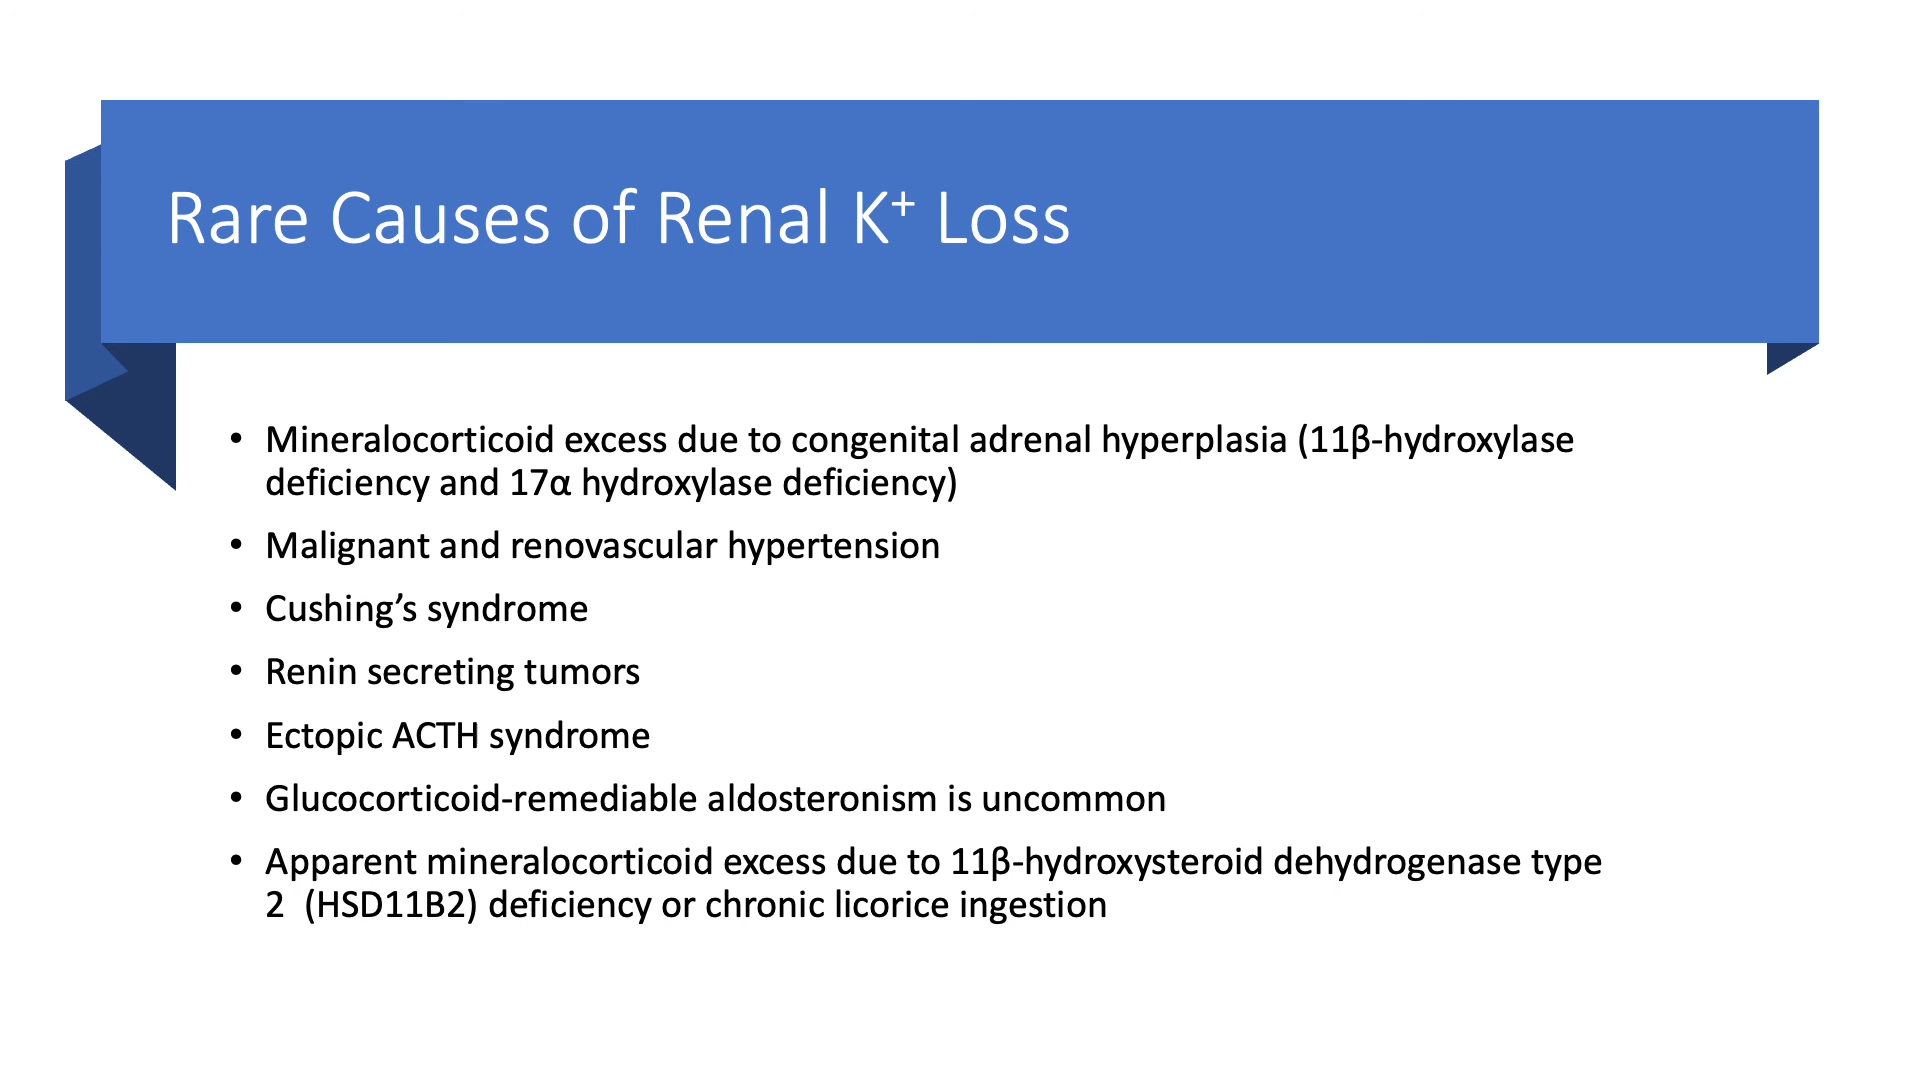 Rare Causes of Renal K⁺ Loss
• Mineralocorticoid excess due to congenital adrenal hyperplasia (11β-hydroxylase
deficiency and 17α hydroxylase deficiency)
• Malignant and renovascular hypertension
• Cushing’s syndrome
• Renin secreting tumors
• Ectopic ACTH syndrome
• Glucocorticoid-remediable aldosteronism is uncommon
• Apparent mineralocorticoid excess due to 11β-hydroxysteroid dehydrogenase type
2  (HSD11B2) deficiency or chronic licorice ingestion